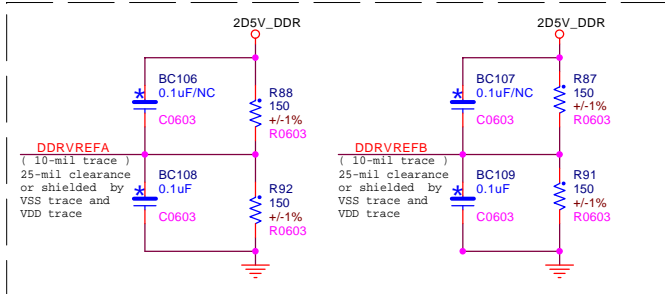 2D5V_DDR
BC106
0.1uF/NC
C0603
R88
150
+/-1%
R0603
DDRVREFA
( 10-mil trace )
25-mil clearance
or shielded by
VSS trace and
VDD trace
BC108
0.1uF
C0603
R92
150
+/-1%
R0603
2D5V_DDR
BC107
0.1uF/NC
C0603
R87
150
+/-1%
R0603
DDRVREFB
( 10-mil trace )
25-mil clearance
or shielded by
VSS trace and
VDD trace
BC109
0.1uF
C0603
R91
150
+/-1%
R0603